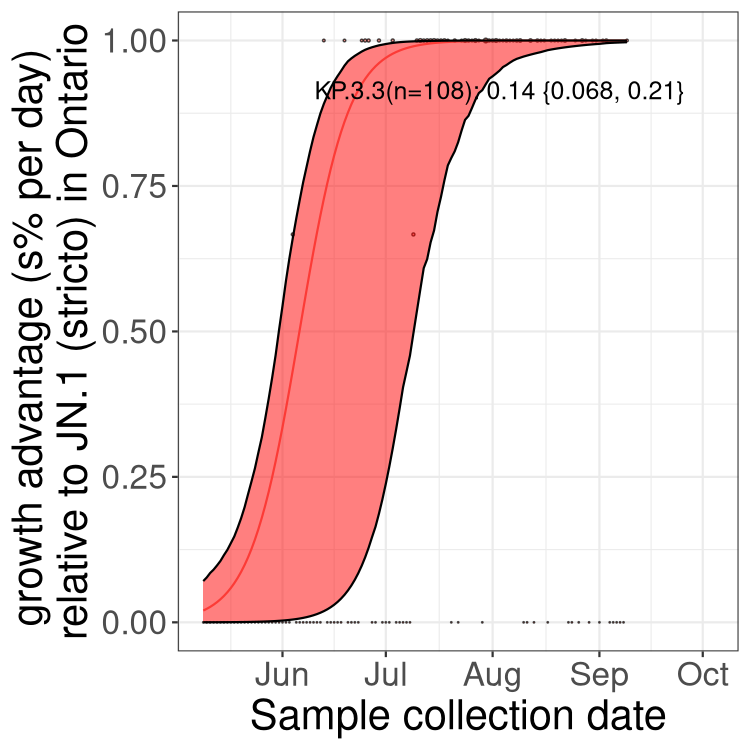 growth advantage (s% per day)
relative to JN.1 (stricto) in Ontario
1.00
0.75
0.50
0.25
0.00
KP.3.3(n=108): 0.14 {0.068, 0.21}
Jun Jul Aug Sep Oct
Sample collection date